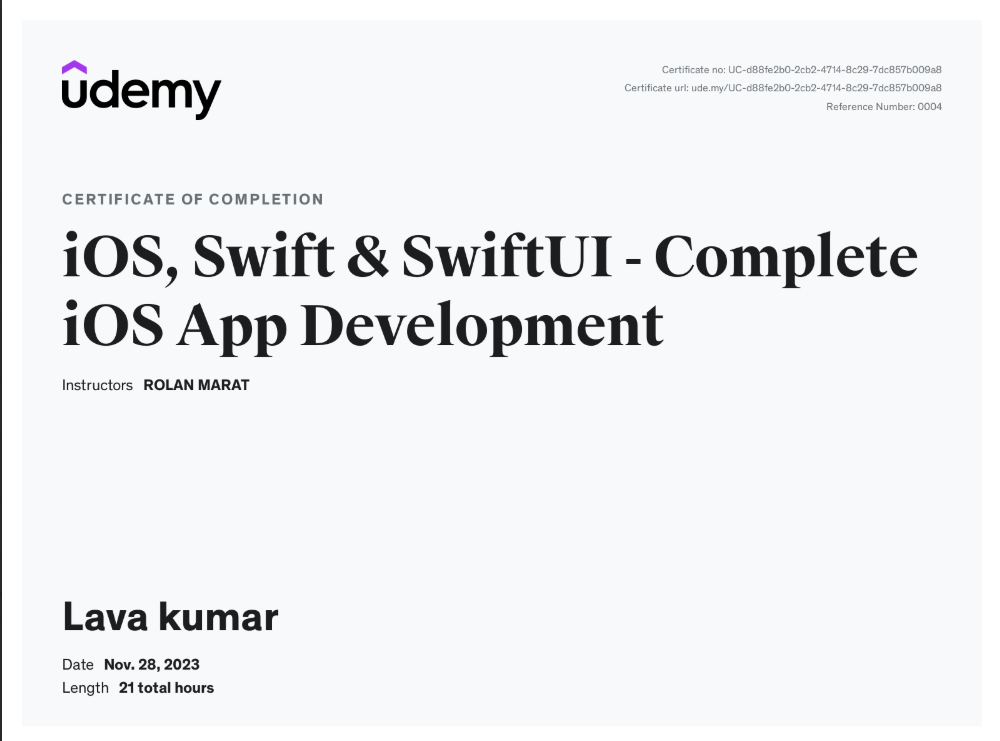 udemy
Certificate no: UC-d88fe2b0-2cb2-4714-8c29-7dc857b009a8
Certificate url: ude.my/UC-d88fe2b0-2cb2-4714-8c29-7dc857b009a8
Reference Number: 0004
CERTIFICATE OF COMPLETION
iOS, Swift & SwiftUI - Complete
iOS App Development
Instructors ROLAN MARAT
Lava kumar
Date Nov. 28, 2023
Length 21 total hours